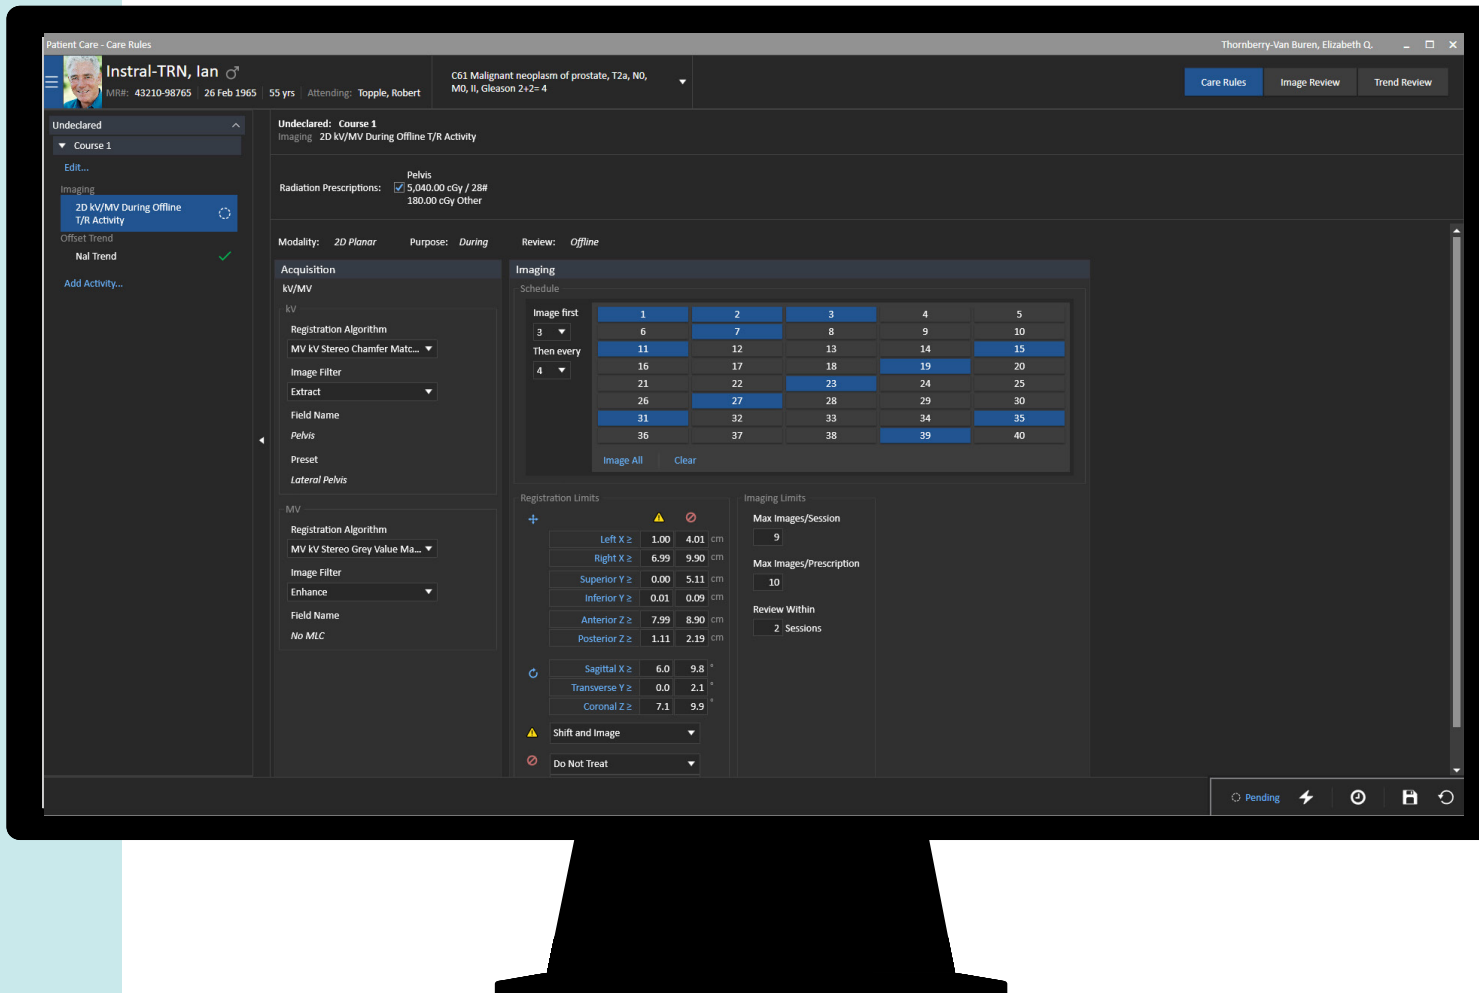 Patient Care - Care Rules
Thornberry-Van Buren, Elizabeth Q.
Instral-TRN, Ian
MR#: 43210-98765 26 Feb 1965 55 yrs Attending: Topple, Robert
C61 Malignant neoplasm of prostate, T2a, N0,
M0, II, Gleason 2+2= 4
Care Rules
Image Review
Trend Review
Undeclared
Course 1
Edit...
Imaging
2D kV/MV During Offline
T/R Activity
Offset Trend
Nal Trend
Add Activity...
Undeclared: Course 1
Imaging 2D kV/MV During Offline T/R Activity
Radiation Prescriptions:
Pelvis
5,040.00 cGy / 28#
180.00 cGy Other
Modality: 2D Planar Purpose: During Review: Offline
Acquisition
kV/MV
kV
Registration Algorithm
MV kV Stereo Chamfer Matc...
Image Filter
Extract
Field Name
Pelvis
Preset
Lateral Pelvis
MV
Registration Algorithm
MV kV Stereo Grey Value Ma...
Image Filter
Enhance
Field Name
No MLC
Imaging
Schedule
Image first
3
Then every
4
1 2 3 4 5
6 7 8 9 10
11 12 13 14 15
16 17 18 19 20
21 22 23 24 25
26 27 28 29 30
31 32 33 34 35
36 37 38 39 40
Image All Clear
Registration Limits
Left X ≥ 1.00 4.01 cm
Right X ≥ 6.99 9.90 cm
Superior Y ≥ 0.00 5.11 cm
Inferior Y ≥ 0.01 0.09 cm
Anterior Z ≥ 7.99 8.90 cm
Posterior Z ≥ 1.11 2.19 cm
Sagittal X ≥ 6.0 9.8 °
Transverse Y ≥ 0.0 2.1 °
Coronal Z ≥ 7.1 9.9 °
Shift and Image
Do Not Treat
Imaging Limits
Max Images/Session
9
Max Images/Prescription
10
Review Within
2 Sessions
Pending